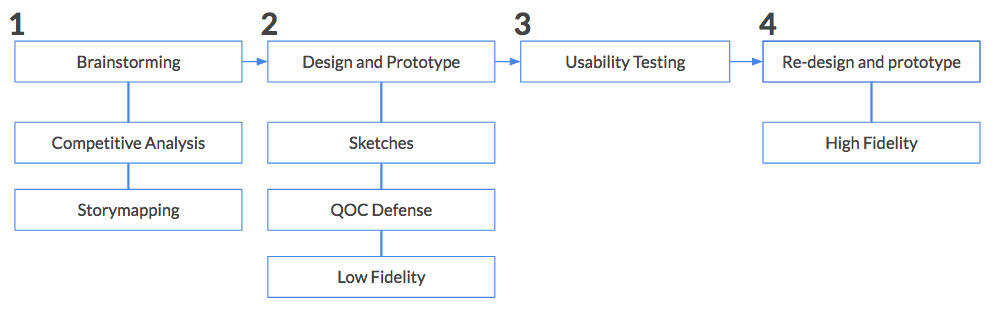 1
Brainstorming
Competitive Analysis
Storymapping
2
Design and Prototype
Sketches
QOC Defense
Low Fidelity
3
Usability Testing
4
Re-design and prototype
High Fidelity